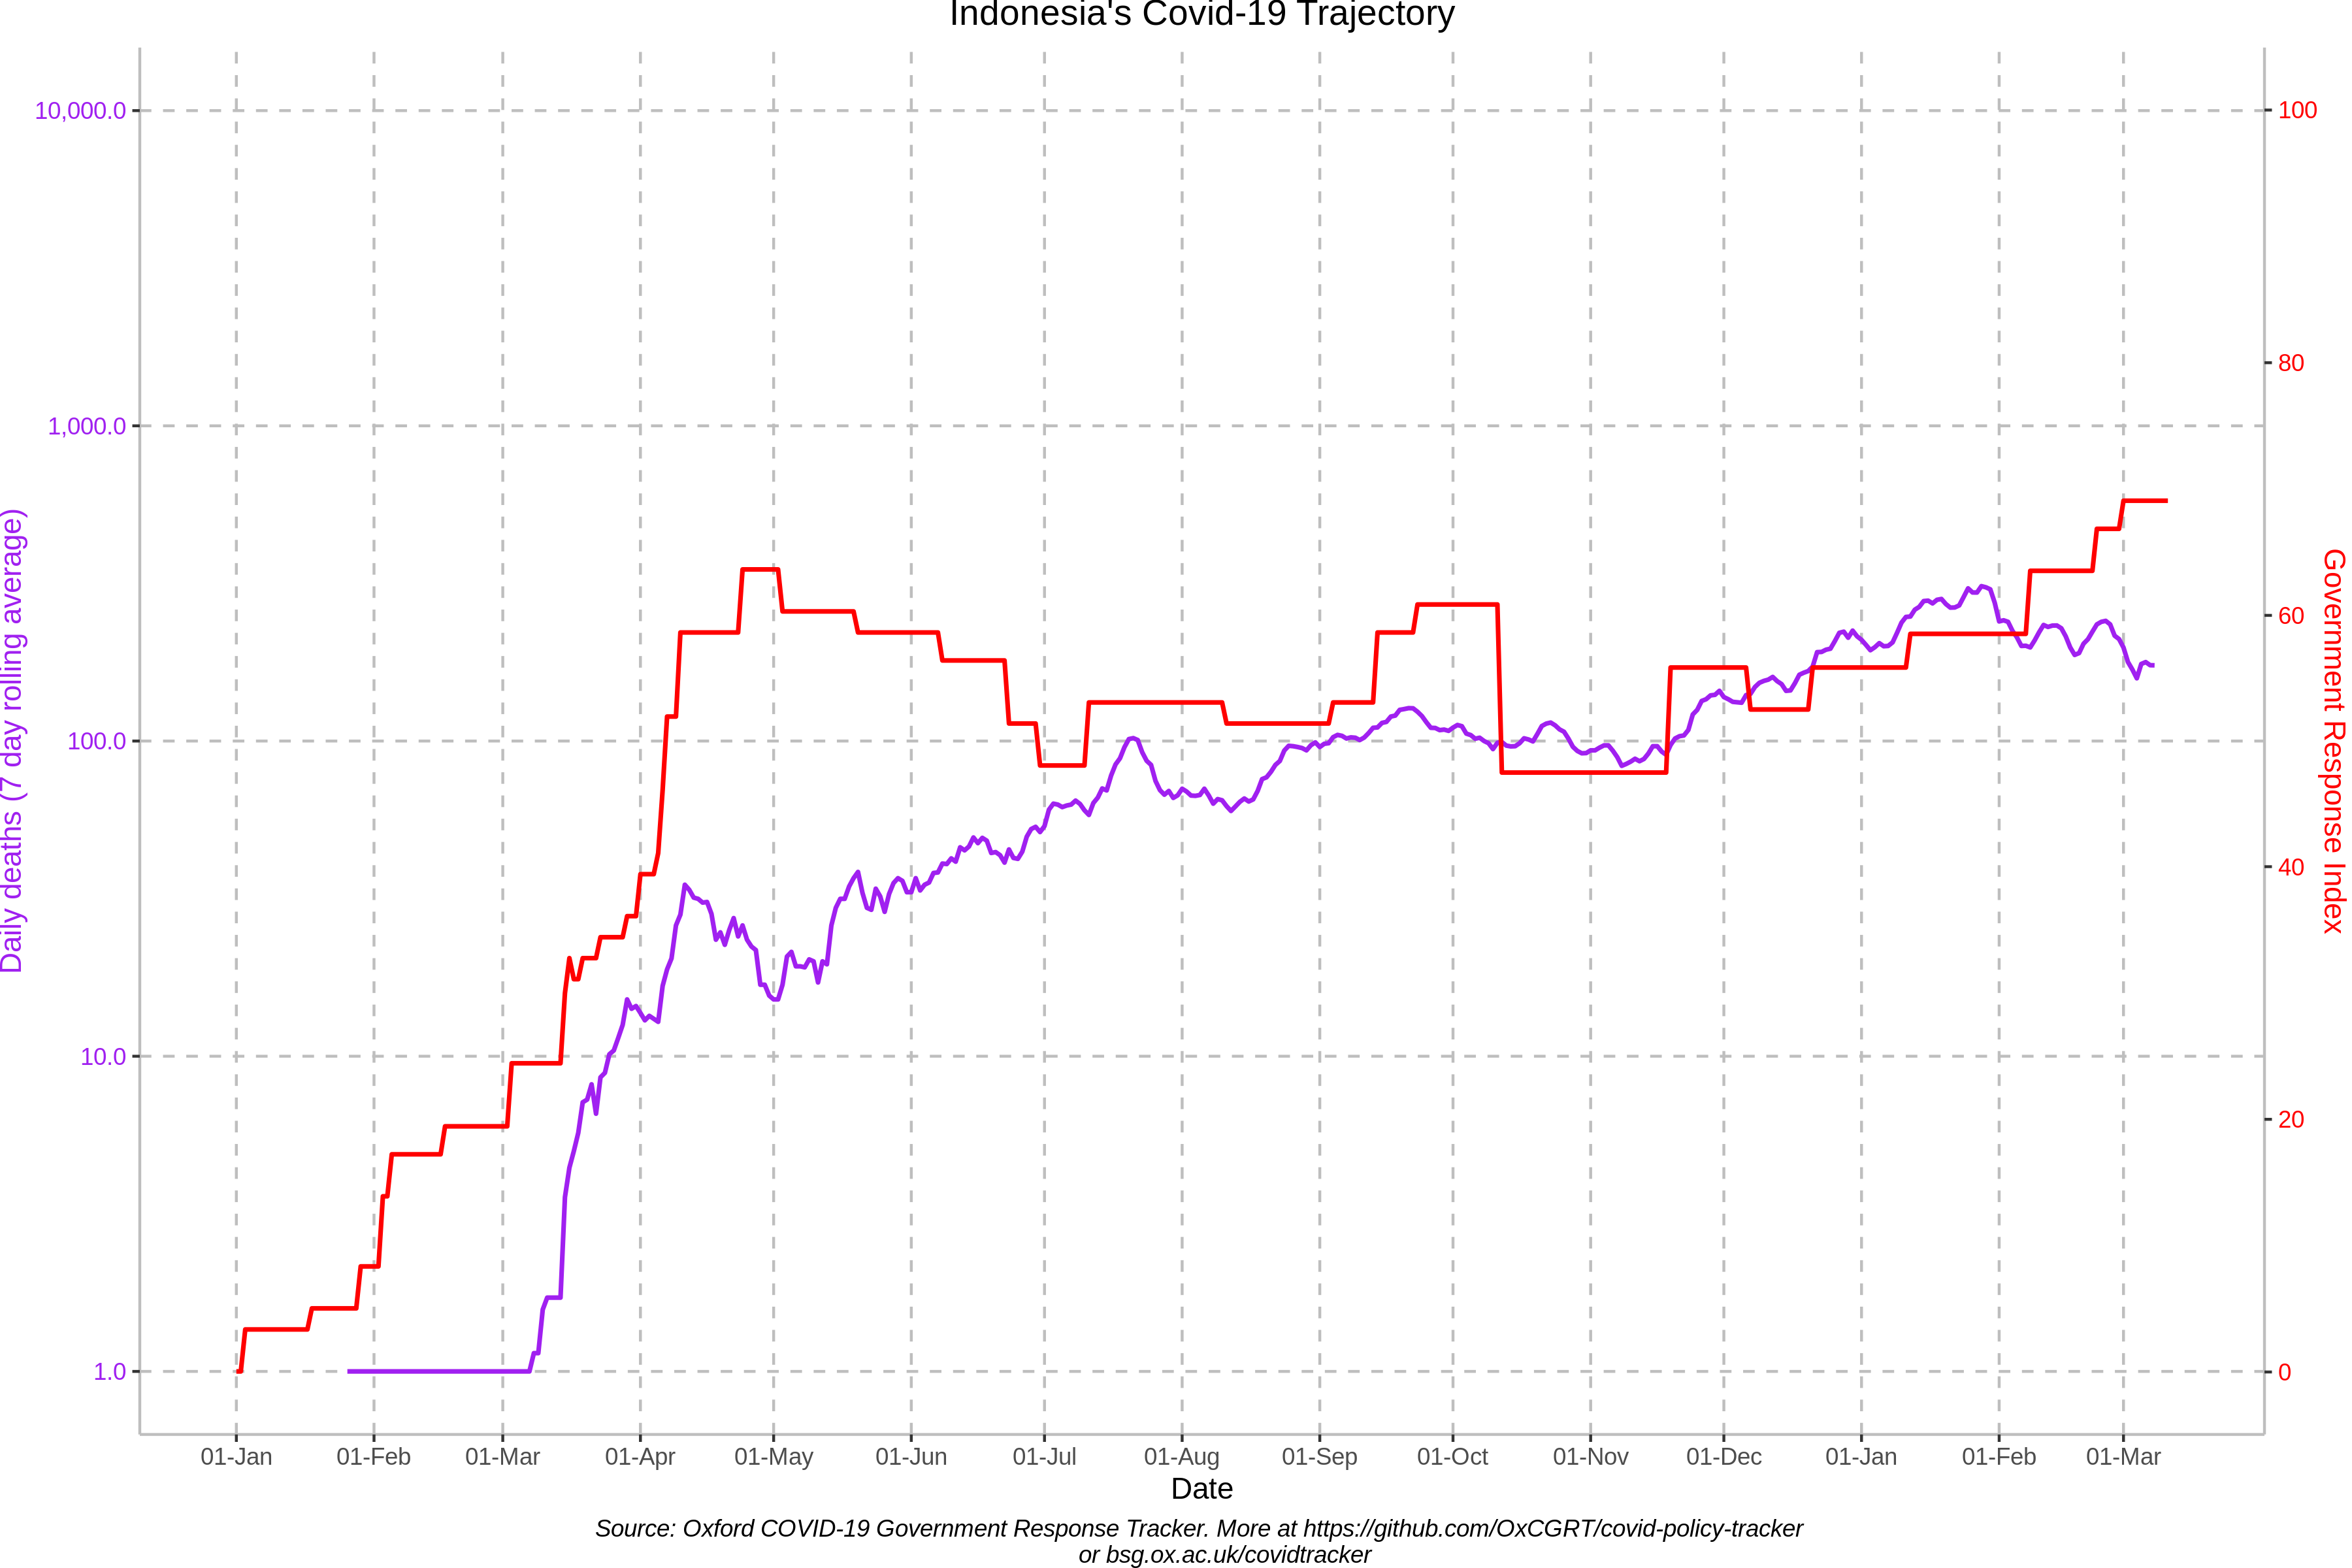 Indonesia's Covid-19 Trajectory
10,000.0
1,000.0
100.0
10.0
1.0
Daily deaths (7 day rolling average)
100
80
60
40
20
0
Government Response Index
01-Jan 01-Feb 01-Mar 01-Apr 01-May 01-Jun 01-Jul 01-Aug 01-Sep 01-Oct 01-Nov 01-Dec 01-Jan 01-Feb 01-Mar
Date
Source: Oxford COVID-19 Government Response Tracker. More at https://github.com/OxCGRT/covid-policy-tracker
or bsg.ox.ac.uk/covidtracker